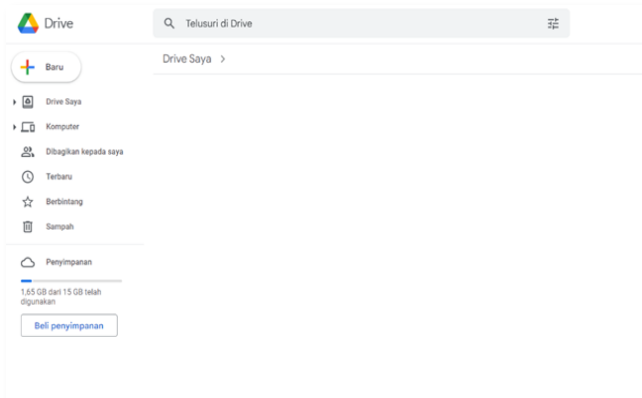 Drive
Telusuri di Drive
Drive Saya >
Baru
Drive Saya
Komputer
Dibagikan kepada saya
Terbaru
Berbintang
Sampah
Penyimpanan
1,65 GB dari 15 GB telah
digunakan
Beli penyimpanan